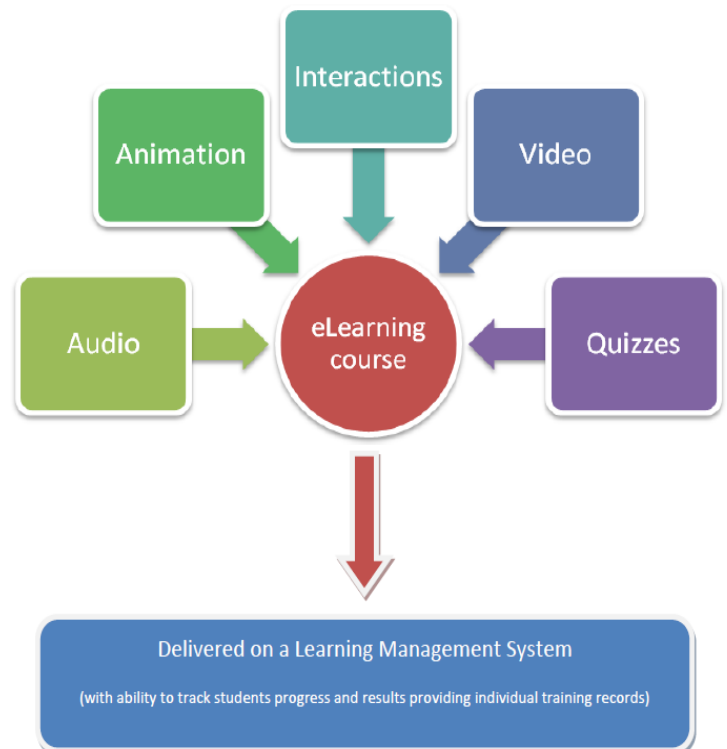 Interactions
Animation
Video
Audio
eLearning
course
Quizzes
Delivered on a Learning Management System
(with ability to track students progress and results providing individual training records)